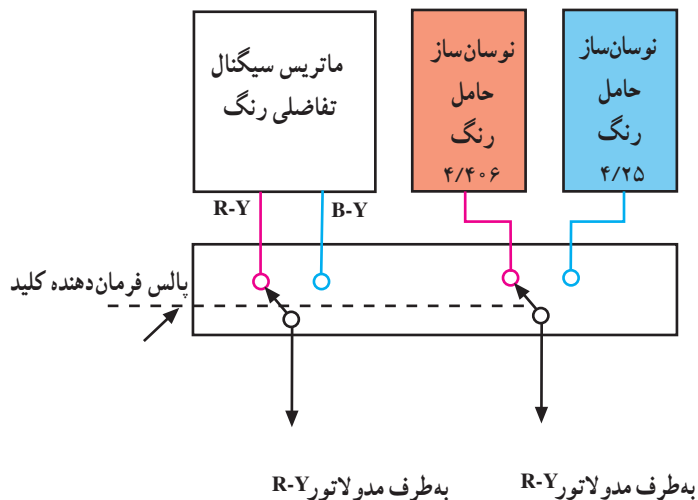 ماتریس سیگنال
تفاضلی رنگ
نوسان‌ساز
حامل
رنگ
۴/۴۰۶
نوسان‌ساز
حامل
رنگ
۴/۲۵
R-Y
B-Y
پالس فرمان‌دهنده کلید
به‌طرف مدولاتور R-Y
به‌طرف مدولاتور R-Y